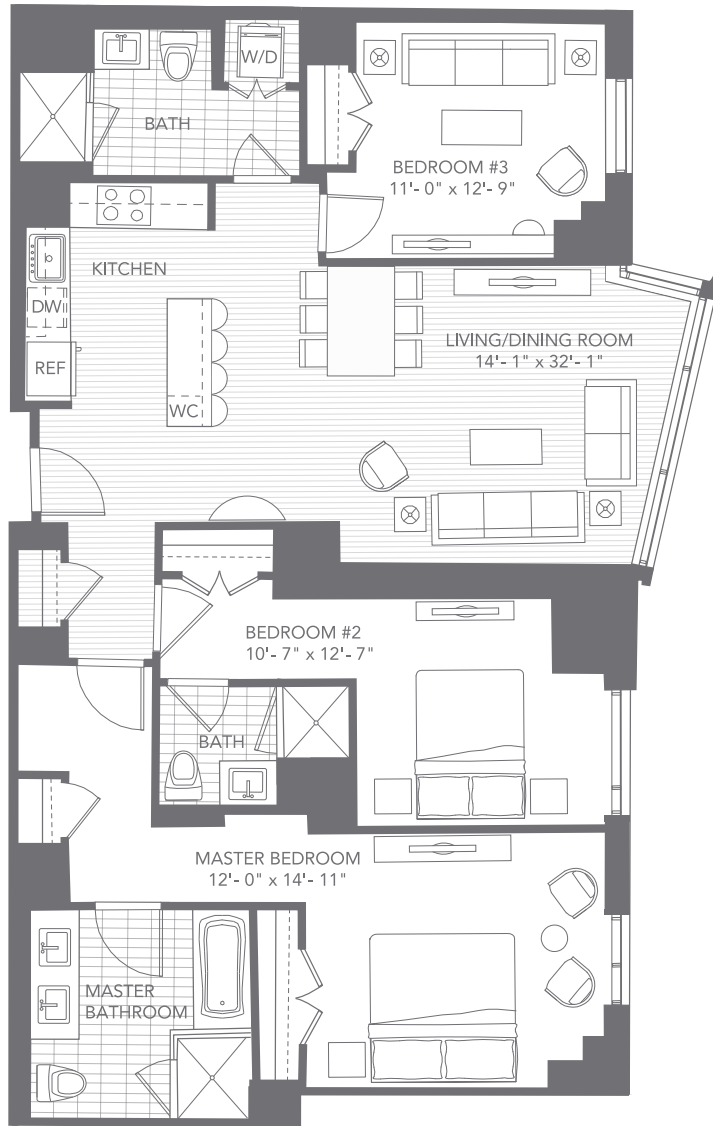 W/D
BATH
BEDROOM #3
11'- 0" x 12'- 9"
KITCHEN
DW
REF
WC
LIVING/DINING ROOM
14'- 1" x 32'- 1"
BEDROOM #2
10'- 7" x 12'- 7"
BATH
MASTER BEDROOM
12'- 0" x 14'- 11"
MASTER
BATHROOM